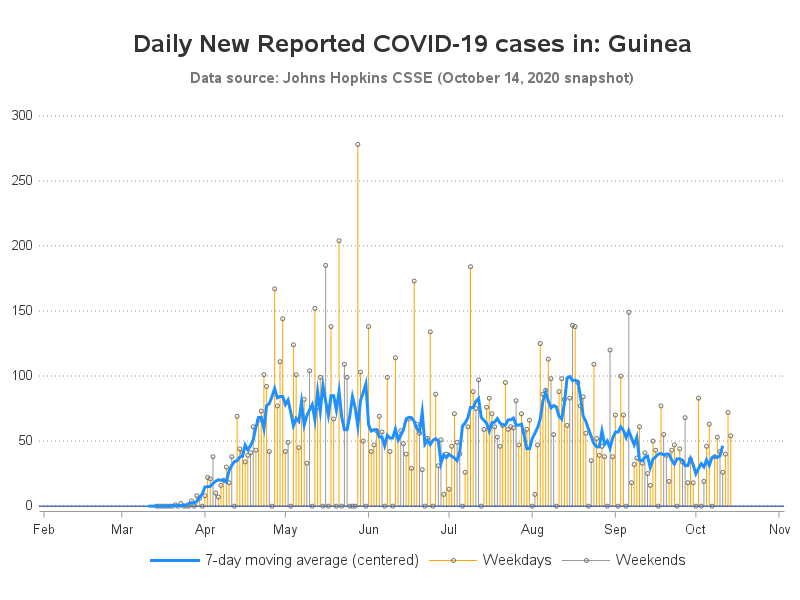 Daily New Reported COVID-19 cases in: Guinea
Data source: Johns Hopkins CSSE (October 14, 2020 snapshot)
300
250
200
150
100
50
0
Feb Mar Apr May Jun Jul Aug Sep Oct Nov
7-day moving average (centered) Weekdays Weekends